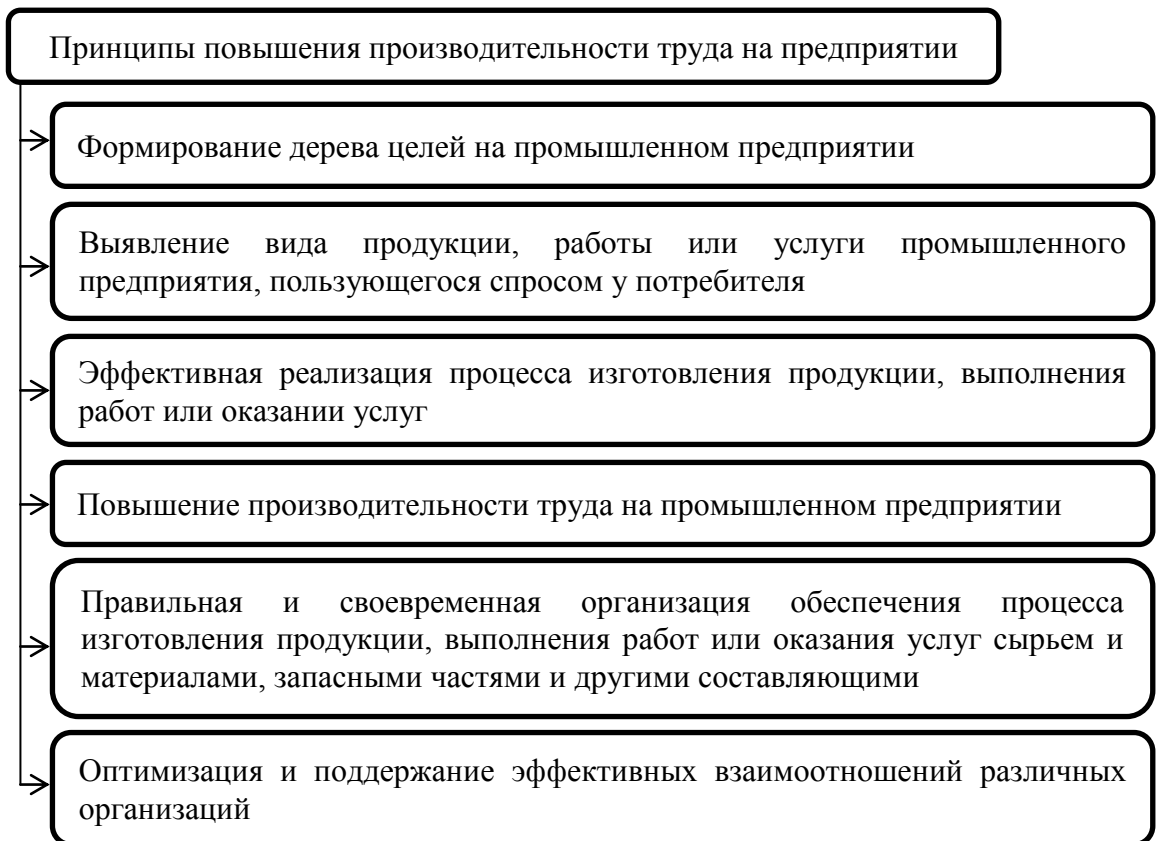 Принципы повышения производительности труда на предприятии
Формирование дерева целей на промышленном предприятии
Выявление вида продукции, работы или услуги промышленного
предприятия, пользующегося спросом у потребителя
Эффективная реализация процесса изготовления продукции, выполнения
работ или оказании услуг
Повышение производительности труда на промышленном предприятии
Правильная и своевременная организация обеспечения процесса
изготовления продукции, выполнения работ или оказания услуг сырьем и
материалами, запасными частями и другими составляющими
Оптимизация и поддержание эффективных взаимоотношений различных
организаций